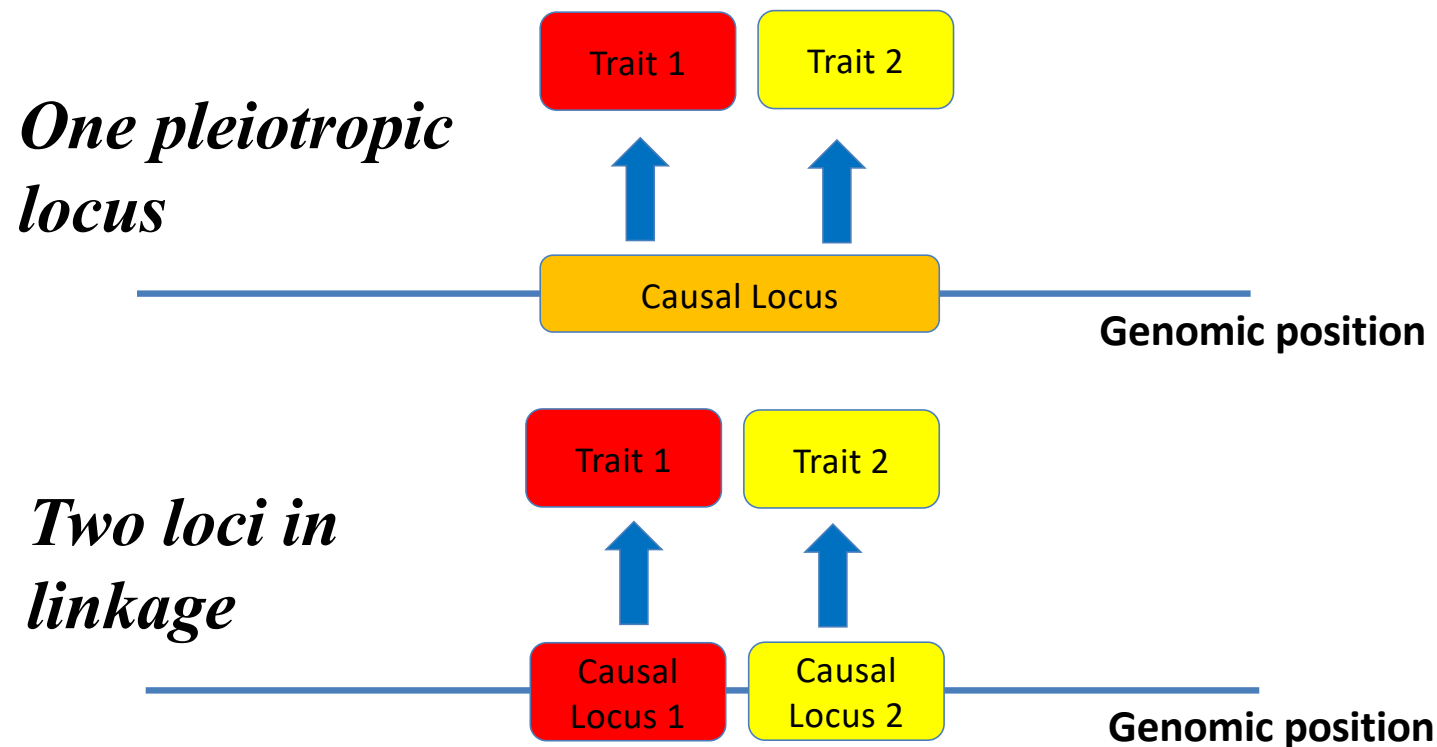 One pleiotropic
locus
Trait 1
Trait 2
Causal Locus
Genomic position
Two loci in
linkage
Trait 1
Trait 2
Causal
Locus 1
Causal
Locus 2
Genomic position